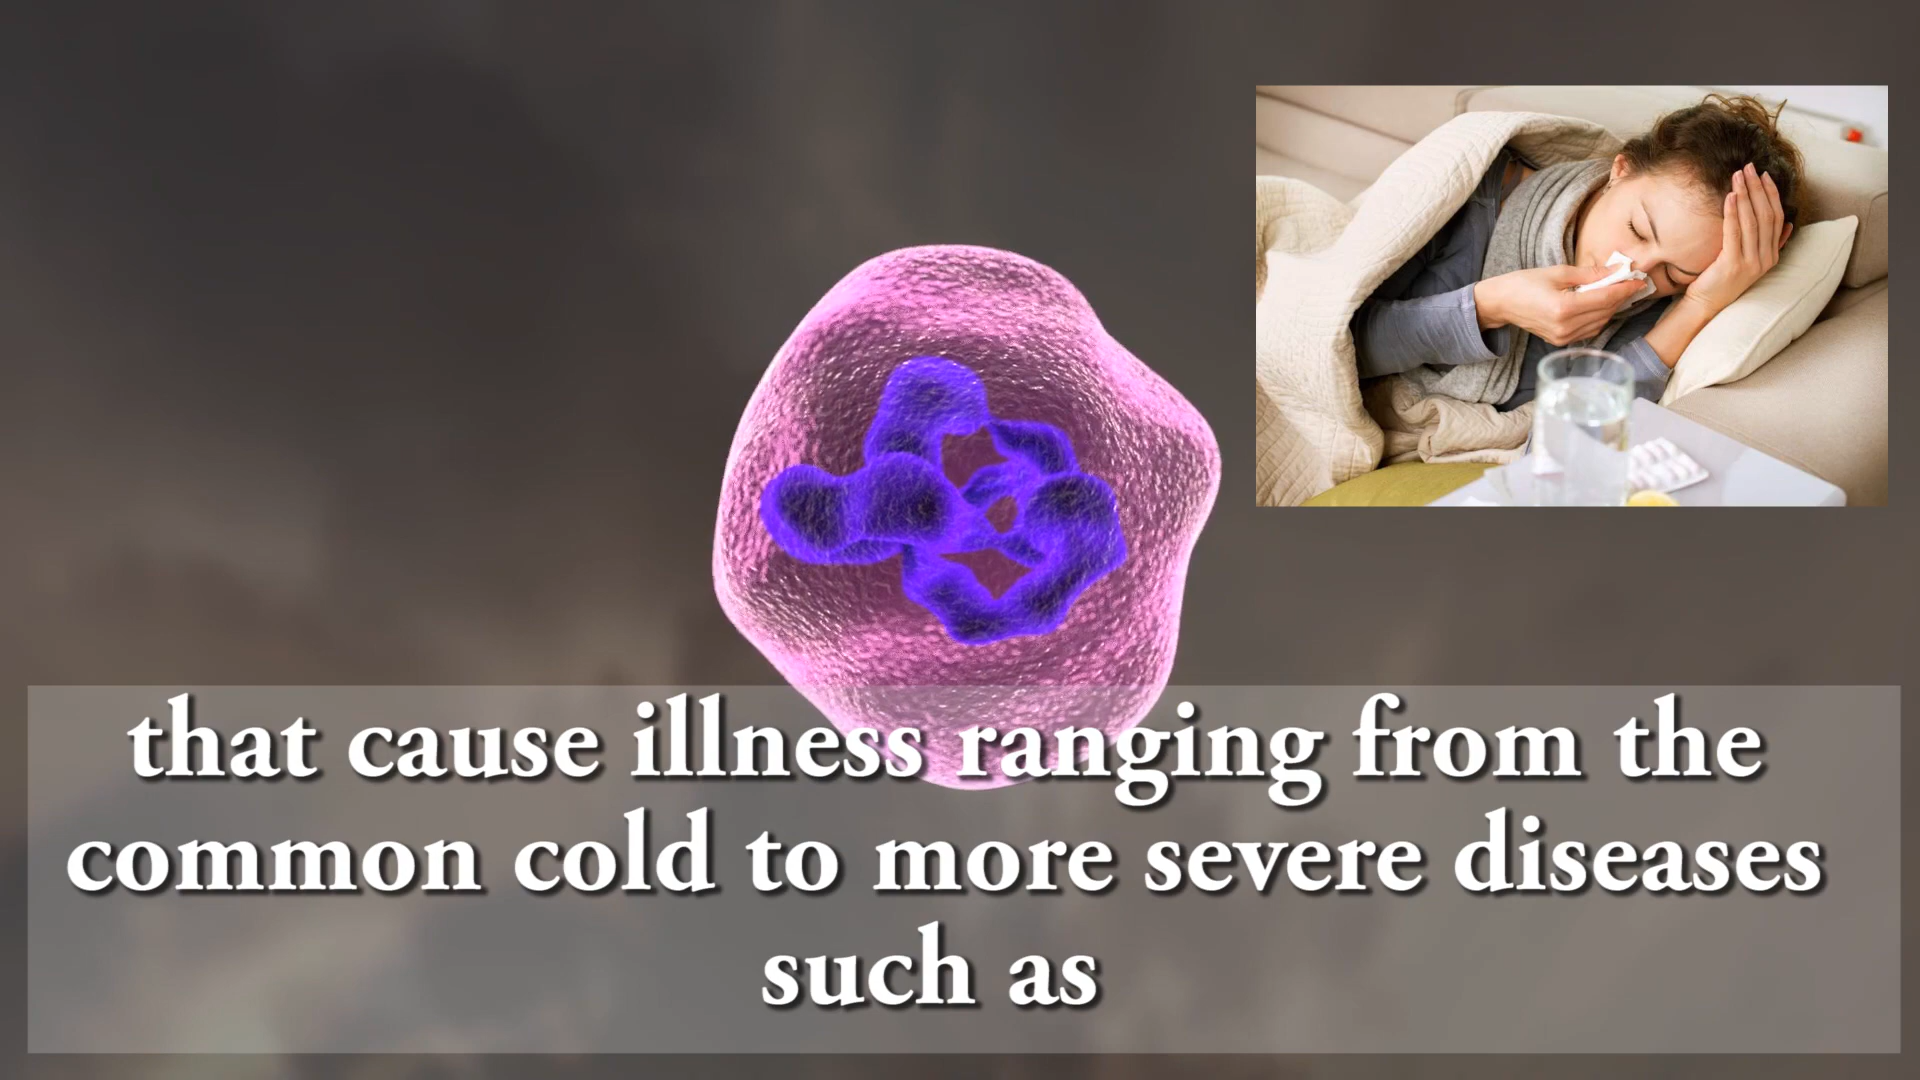 that cause illness ranging from the
common cold to more severe diseases
such as